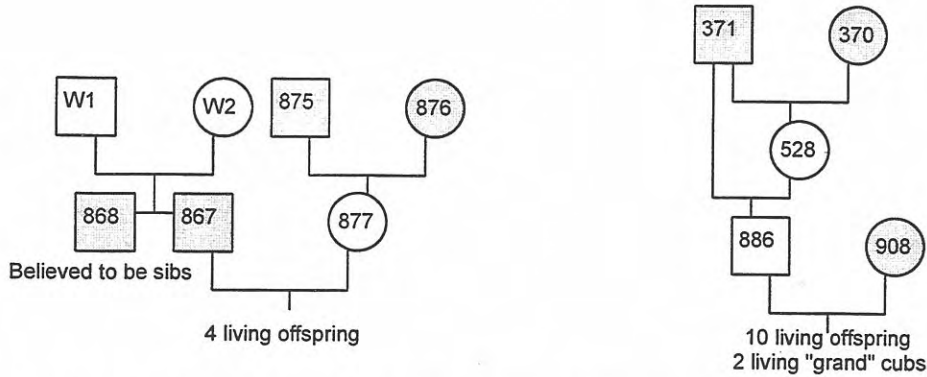 W1
W2
875
876
868
867
877
Believed to be sibs
4 living offspring
371
370
528
886
908
10 living offspring
2 living "grand" cubs